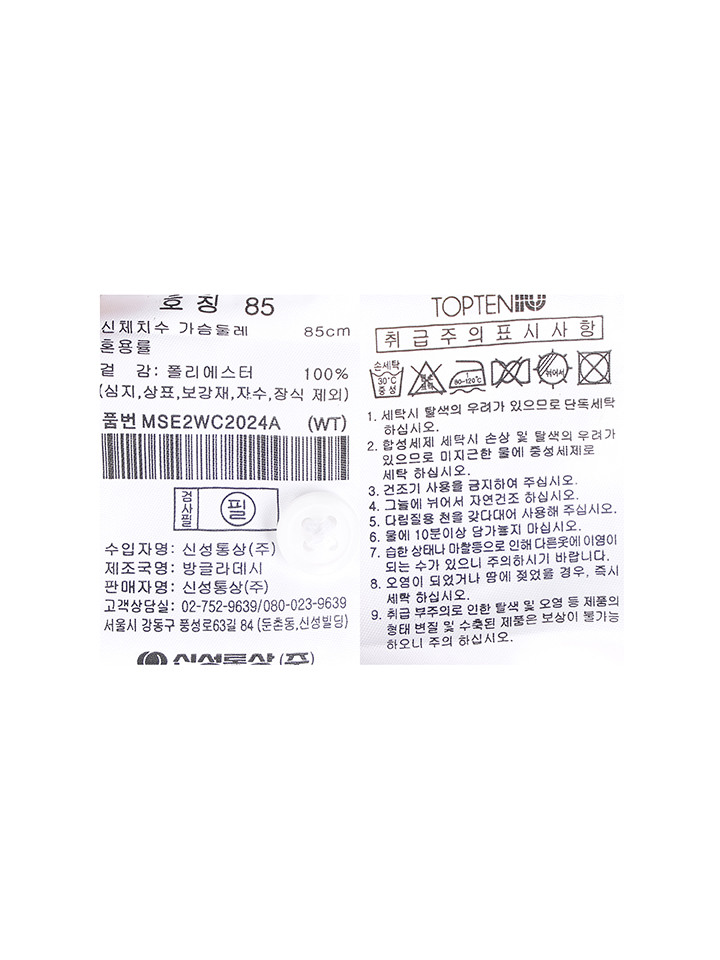 호 칭 85
신체치수 가슴둘레 85cm
혼용률
겉 감: 폴리에스터 100%
(심지,상표,보강재,자수,장식 제외)
품번 MSE2WC2024A (WT)
검사필 필
수입자명: 신성통상(주)
제조국명: 방글라데시
판매자명: 신성통상(주)
고객상담실: 02-752-9639/080-023-9639
서울시 강동구 풍성로63길 84 (둔촌동,신성빌딩)
신성통상(주)
TOPTEN10
취급주의표시사항
손세탁
30℃
중성
80~120℃
뉘어서
1. 세탁시 탈색의 우려가 있으므로 단독세탁
하십시오.
2. 합성세제 세탁시 손상 및 탈색의 우려가
있으므로 미지근한 물에 중성세제로
세탁 하십시오.
3. 건조기 사용을 금지하여 주십시오.
4. 그늘에 뉘어서 자연건조 하십시오.
5. 다림질용 천을 갖다대어 사용해 주십시오.
6. 물에 10분이상 담가놓지 마십시오.
7. 습한 상태나 마찰등으로 인해 다른옷에 이염이
되는 수가 있으니 주의하시기 바랍니다.
8. 오염이 되었거나 땀에 젖었을 경우, 즉시
세탁 하십시오.
9. 취급 부주의로 인한 탈색 및 오염 등 제품의
형태 변질 및 수축된 제품은 보상이 불가능
하오니 주의 하십시오.